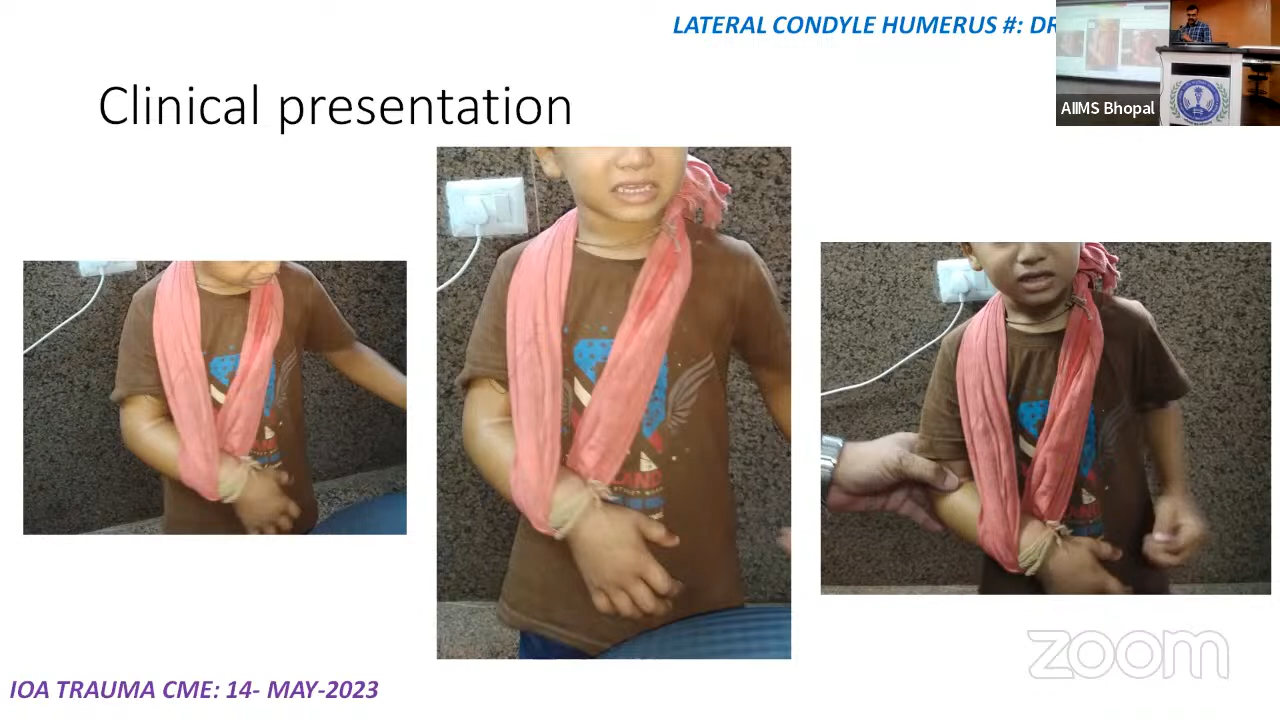 LATERAL CONDYLE HUMERUS #: DR
AIIMS Bhopal
Clinical presentation
zoom
IOA TRAUMA CME: 14- MAY-2023